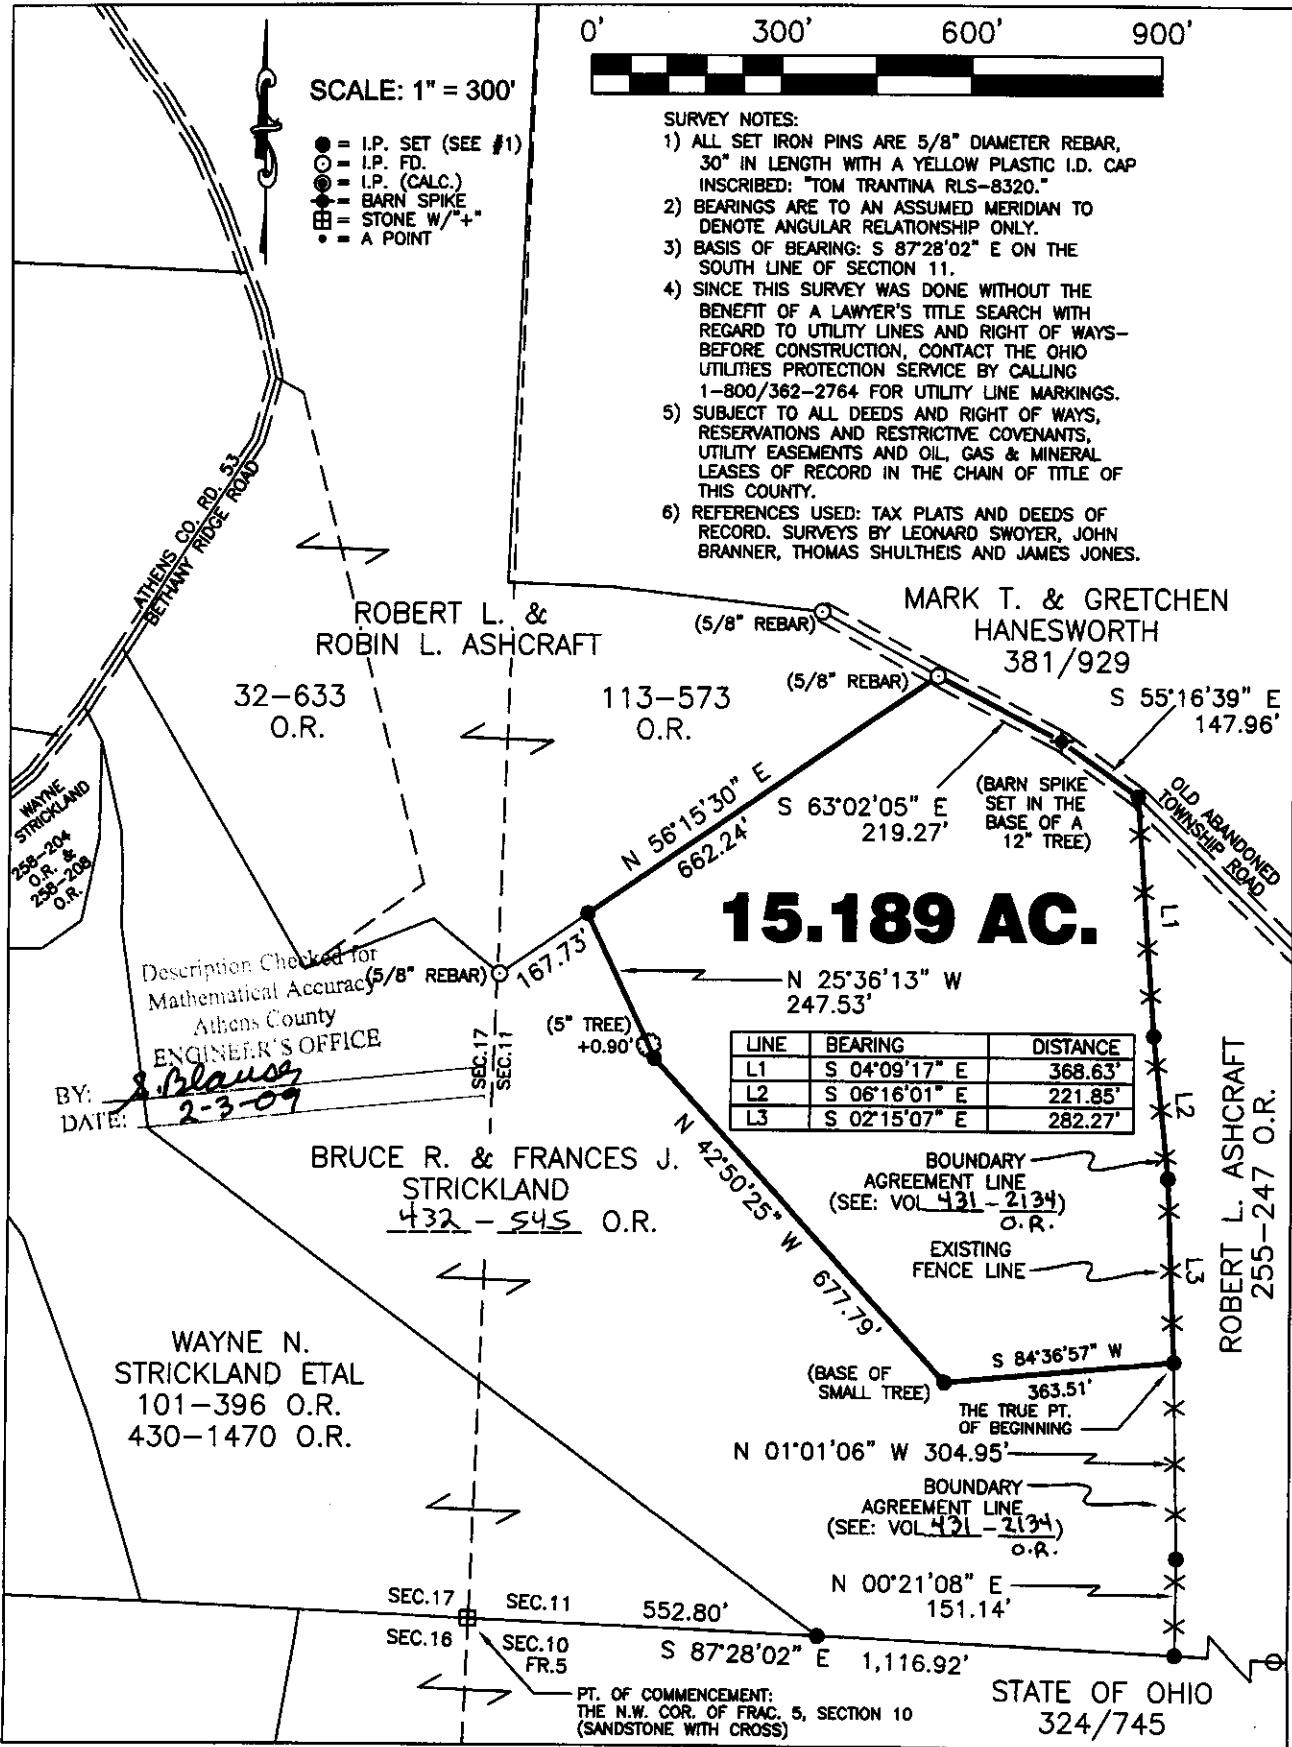 0' 300' 600' 900'
SCALE: 1" = 300'
= I.P. SET (SEE #1)
= I.P. FD.
= I.P. (CALC.)
= BARN SPIKE
= STONE W/"+"
= A POINT
SURVEY NOTES:
1) ALL SET IRON PINS ARE 5/8" DIAMETER REBAR,
30" IN LENGTH WITH A YELLOW PLASTIC I.D. CAP
INSCRIBED: "TOM TRANTINA RLS-8320."
2) BEARINGS ARE TO AN ASSUMED MERIDIAN TO
DENOTE ANGULAR RELATIONSHIP ONLY.
3) BASIS OF BEARING: S 87°28'02" E ON THE
SOUTH LINE OF SECTION 11.
4) SINCE THIS SURVEY WAS DONE WITHOUT THE
BENEFIT OF A LAWYER'S TITLE SEARCH WITH
REGARD TO UTILITY LINES AND RIGHT OF WAYS-
BEFORE CONSTRUCTION, CONTACT THE OHIO
UTILITIES PROTECTION SERVICE BY CALLING
1-800/362-2764 FOR UTILITY LINE MARKINGS.
5) SUBJECT TO ALL DEEDS AND RIGHT OF WAYS,
RESERVATIONS AND RESTRICTIVE COVENANTS,
UTILITY EASEMENTS AND OIL, GAS & MINERAL
LEASES OF RECORD IN THE CHAIN OF TITLE OF
THIS COUNTY.
6) REFERENCES USED: TAX PLATS AND DEEDS OF
RECORD. SURVEYS BY LEONARD SWOYER, JOHN
BRANNER, THOMAS SHULTHEIS AND JAMES JONES.
ATHENS CO. RD. 53
BETHANY RIDGE ROAD
ROBERT L. &
ROBIN L. ASHCRAFT
32-633
O.R.
113-573
O.R.
(5/8" REBAR)
(5/8" REBAR)
MARK T. & GRETCHEN
HANESWORTH
381/929
S 55°16'39" E
147.96'
WAYNE
STRICKLAND
258-204
O.R. &
258-208
O.R.
N 56°15'30" E
662.24'
S 63°02'05" E
219.27'
(BARN SPIKE
SET IN THE
BASE OF A
12" TREE)
OLD ABANDONED
TOWNSHIP ROAD
15.189 AC.
L1
Description Checked for
Mathematical Accuracy
Athens County
ENGINEER'S OFFICE
BY: S. Blauser
DATE: 2-3-09
(5/8" REBAR)
167.73'
N 25°36'13" W
247.53'
(5" TREE)
+0.90'
SEC.17
SEC.11
LINE BEARING DISTANCE
L1 S 04°09'17" E 368.63'
L2 S 06°16'01" E 221.85'
L3 S 02°15'07" E 282.27'
L2
ROBERT L. ASHCRAFT
255-247 O.R.
BRUCE R. & FRANCES J.
STRICKLAND
432 - 545 O.R.
N 42°50'25" W 677.79'
BOUNDARY
AGREEMENT LINE
(SEE: VOL 431 - 2134)
O.R.
EXISTING
FENCE LINE
L3
WAYNE N.
STRICKLAND ETAL
101-396 O.R.
430-1470 O.R.
(BASE OF
SMALL TREE)
S 84°36'57" W
363.51'
THE TRUE PT.
OF BEGINNING
N 01°01'06" W 304.95'
BOUNDARY
AGREEMENT LINE
(SEE: VOL 431 - 2134)
O.R.
N 00°21'08" E
151.14'
SEC.17 SEC.11
SEC.16 SEC.10
FR.5
552.80'
S 87°28'02" E 1,116.92'
PT. OF COMMENCEMENT:
THE N.W. COR. OF FRAC. 5, SECTION 10
(SANDSTONE WITH CROSS)
STATE OF OHIO
324/745